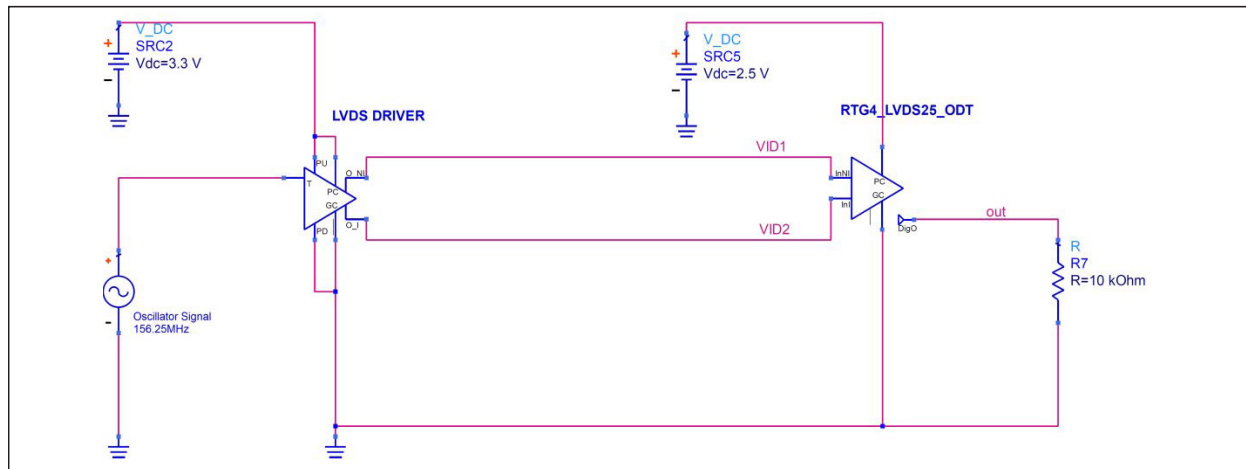 V_DC
SRC2
Vdc=3.3 V
+
−
V_DC
SRC5
Vdc=2.5 V
+
−
LVDS DRIVER
RTG4_LVDS25_ODT
VID1
VID2
PU
T
O_NI
PC
GC
O_I
PD
InNI
InI
PC
GC
DigO
out
R
R7
R=10 kOhm
+
−
Oscillator Signal
156.25MHz